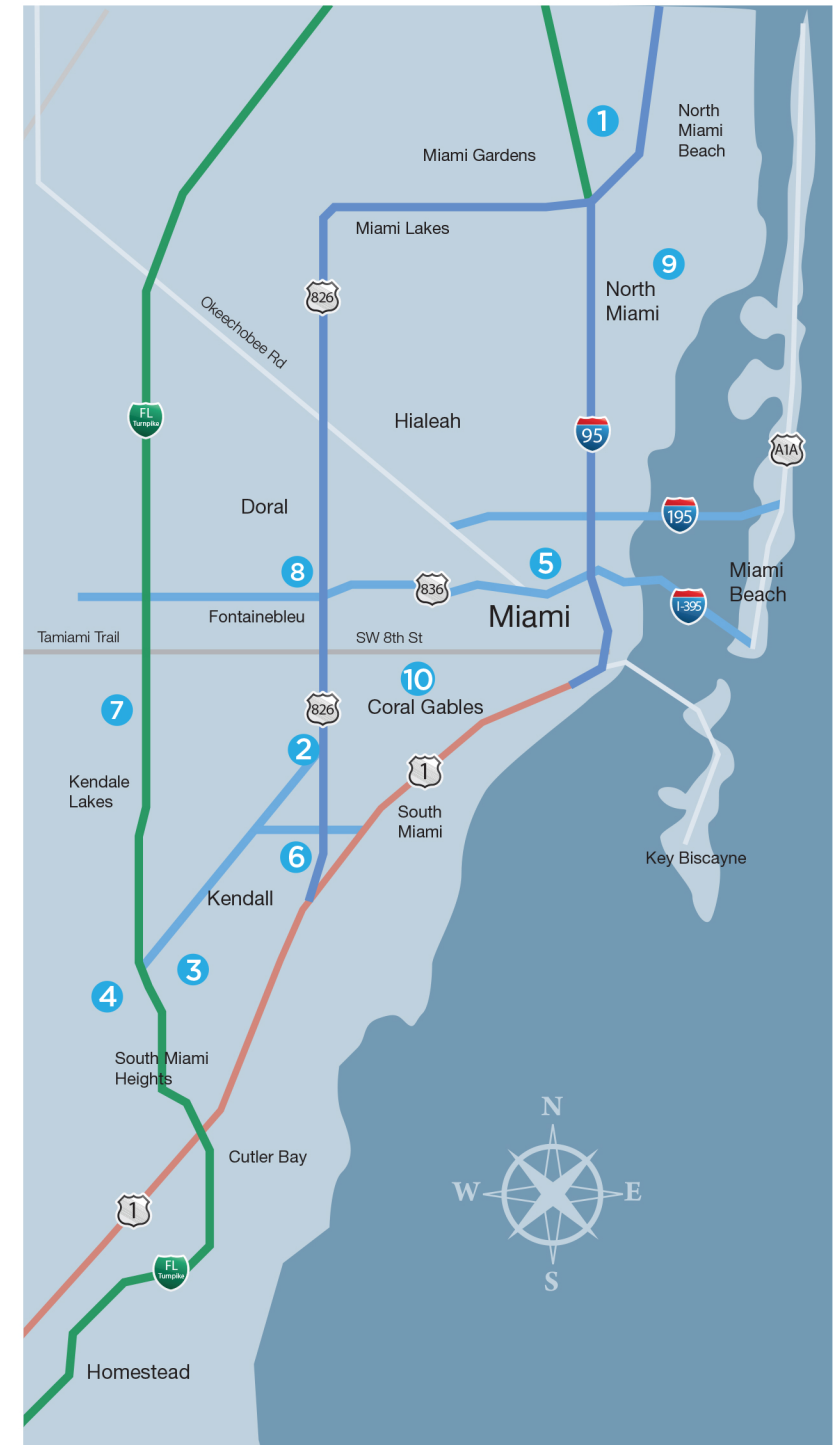 1
North
Miami
Beach
Miami Gardens
Miami Lakes
9
North
Miami
826
Okeechobee Rd
FL
Turnpike
Hialeah
95
A1A
Doral
195
8
5
836
Miami
Beach
I-395
Fontainebleu
Miami
Tamiami Trail
SW 8th St
10
7
826
Coral Gables
2
1
Kendale
Lakes
South
Miami
6
Key Biscayne
Kendall
3
4
South Miami
Heights
N
Cutler Bay
W
E
1
FL
Turnpike
S
Homestead